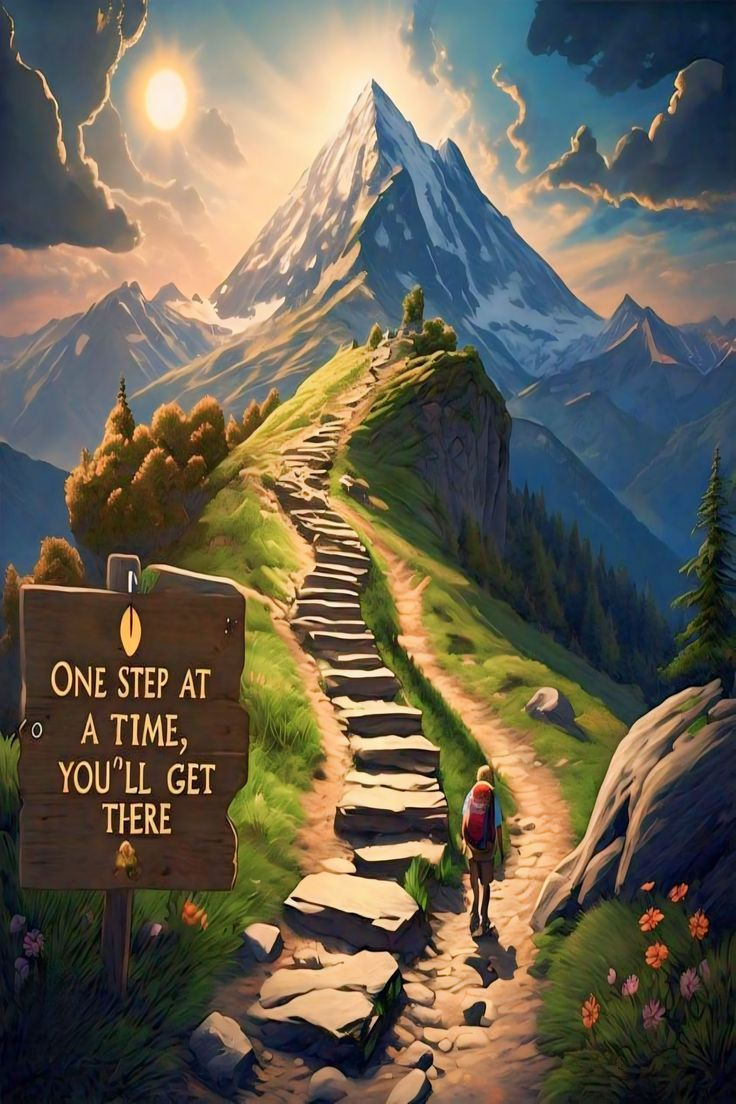 ONE STEP AT
A TIME,
YOU"LL GET
THERE